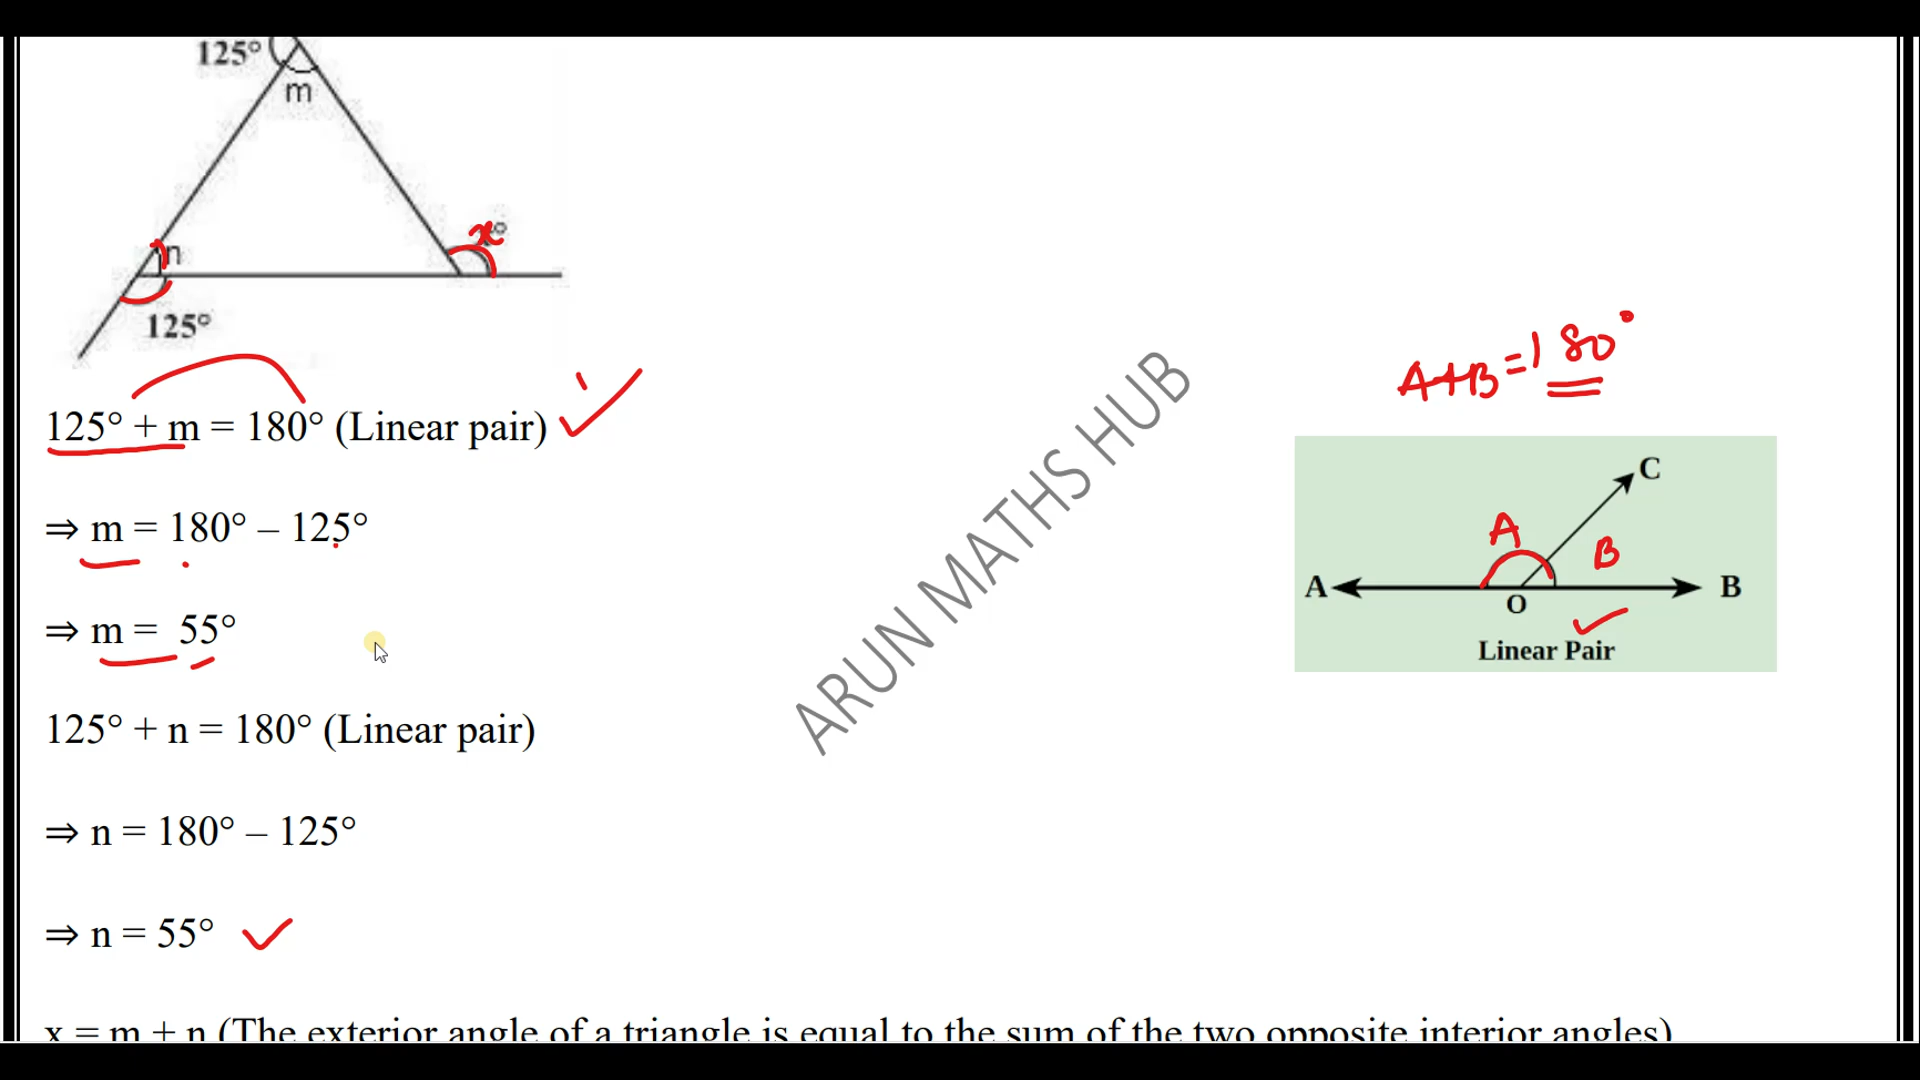 125°
m
x°
n
125°
A+B=180°
125° + m = 180° (Linear pair)
C
⇒ m = 180° – 125°
A
B
A
O
B
Linear Pair
⇒ m = 55°
125° + n = 180° (Linear pair)
⇒ n = 180° – 125°
⇒ n = 55°
x = m + n (The exterior angle of a triangle is equal to the sum of the two opposite interior angles)
ARUN MATHS HUB